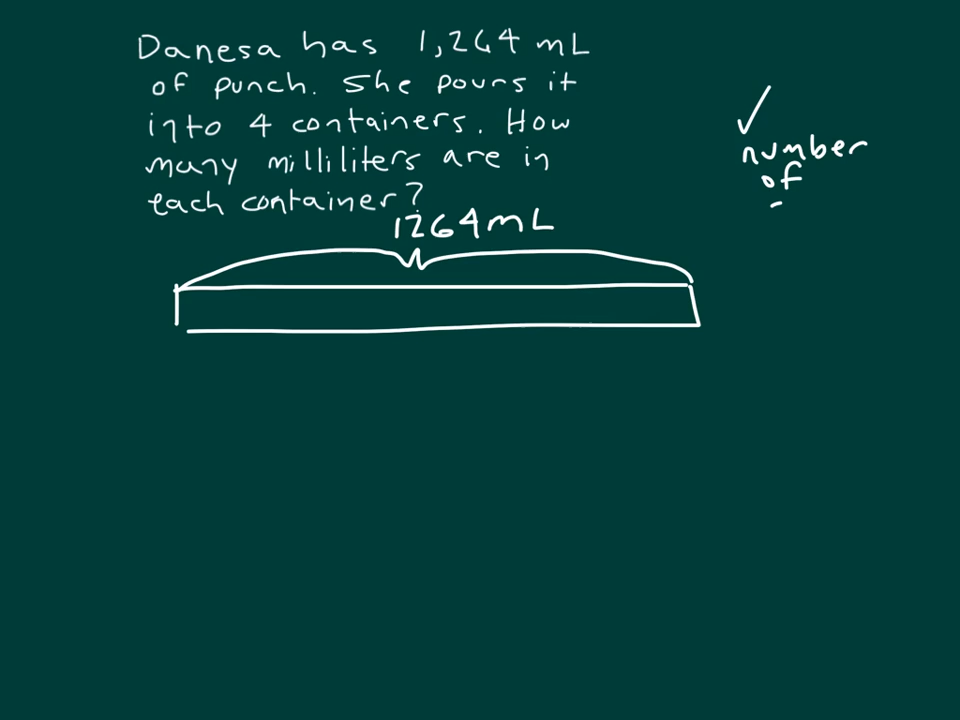 Danesa has 1,264 mL
of punch. She pours it
into 4 containers. How
many milliliters are in
each container?
1264mL
number
of